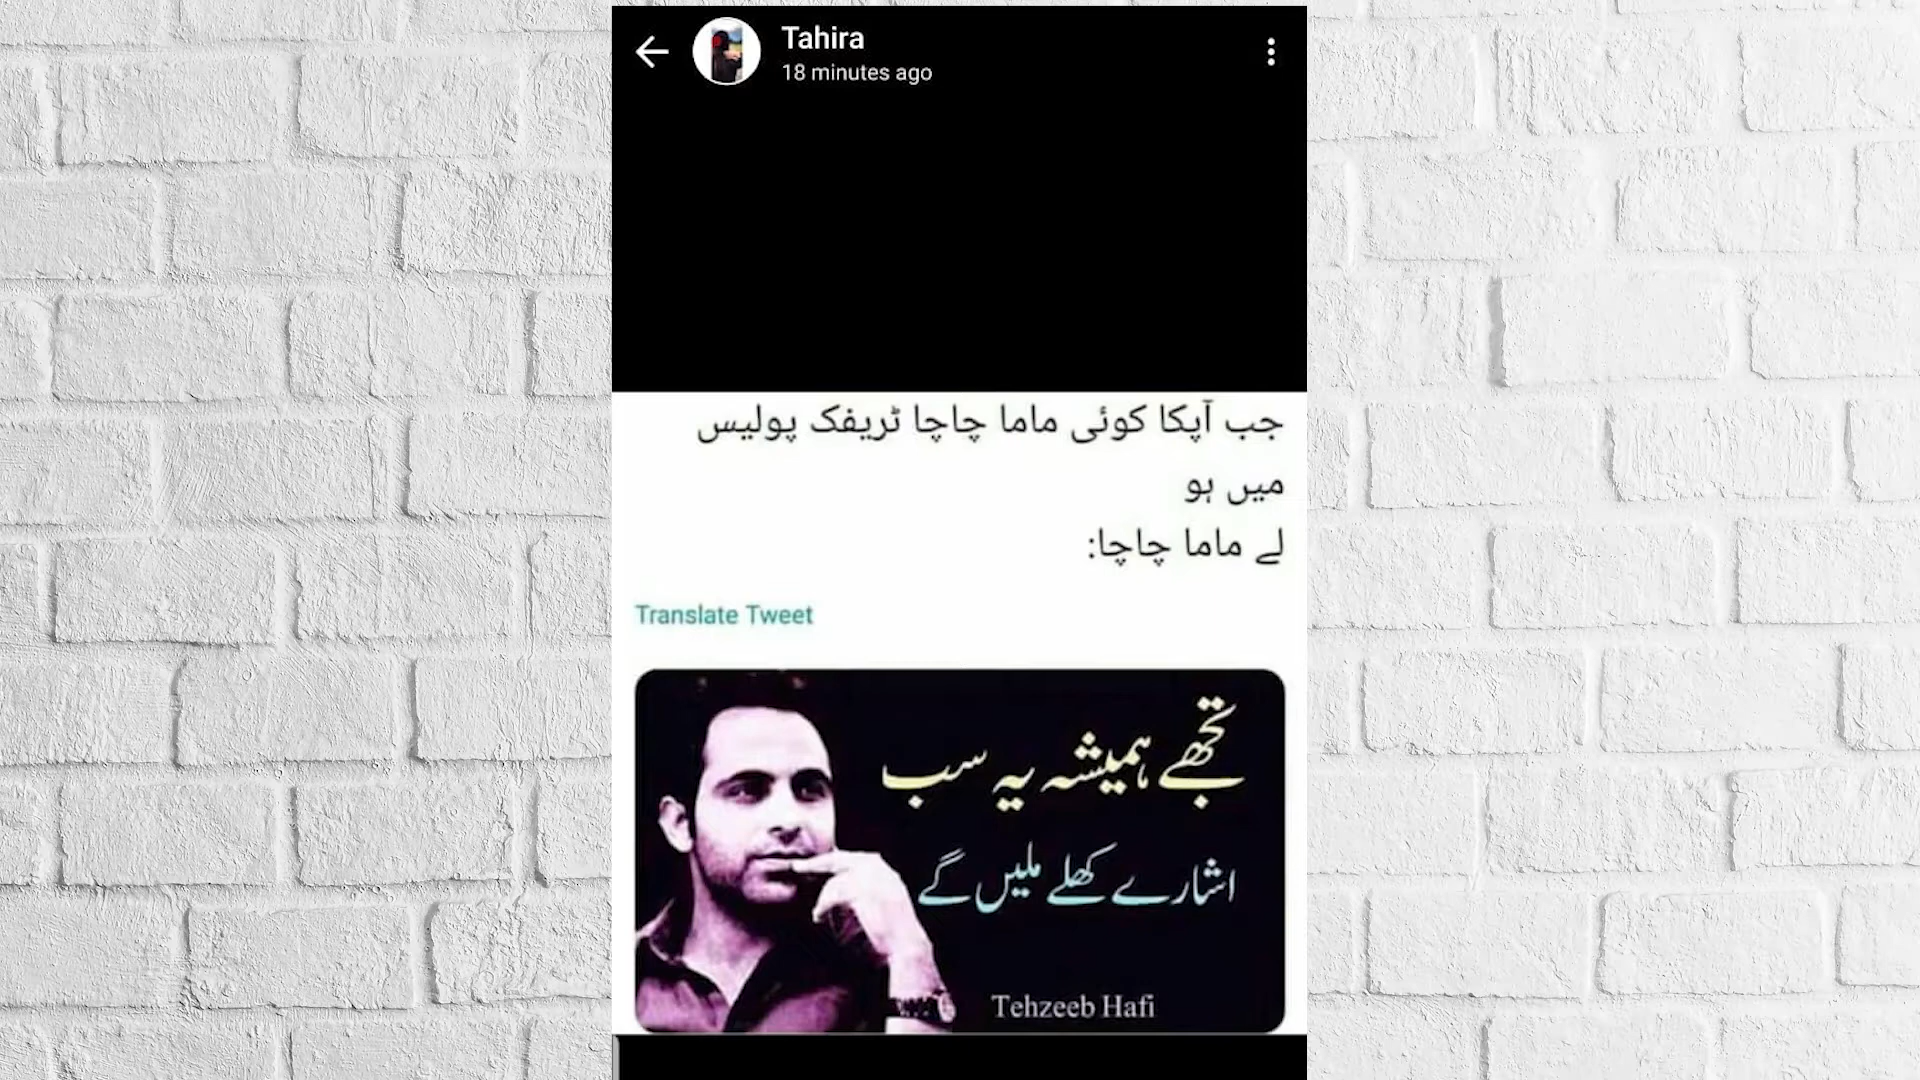 Tahira
18 minutes ago
جب آپکا کوئی ماما چاچا ٹریفک پولیس
میں ہو
لے ماما چاچا:
Translate Tweet
تجھے ہمیشہ یہ سب
اشارے کھلے ملیں گے
Tehzeeb Hafi